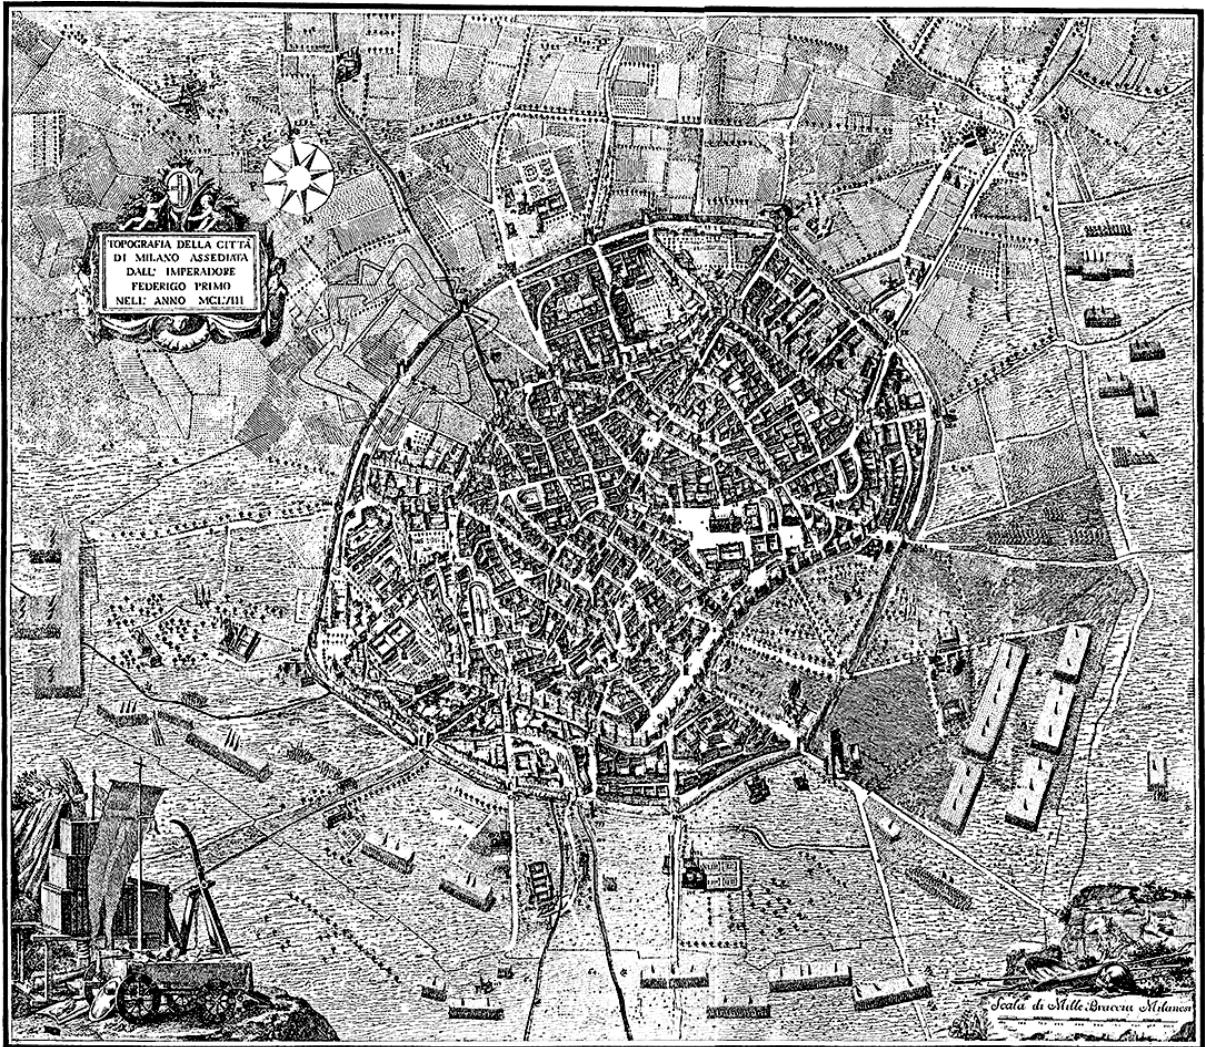 TOPOGRAFIA DELLA CITTÀ
DI MILANO ASSEDIATA
DALL' IMPERADORE
FEDERIGO PRIMO
NELL' ANNO MCLVIII
Scala di Mille Braccia Milanesi